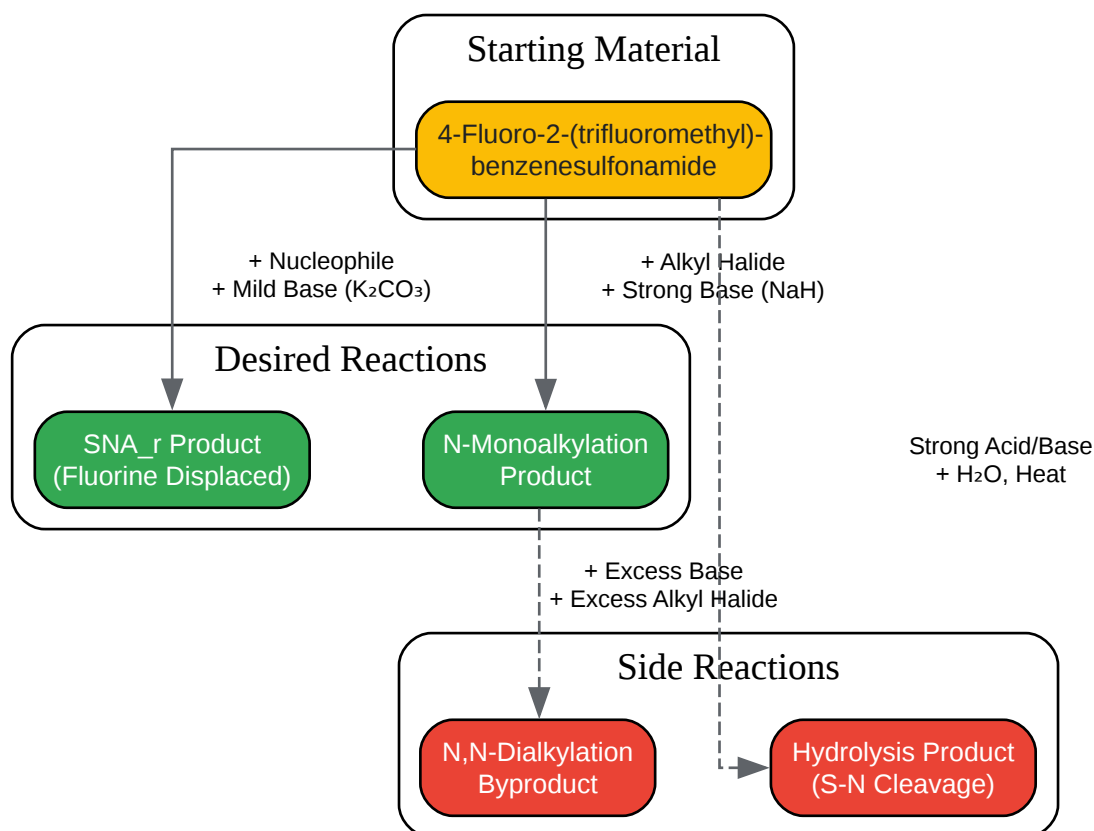 Starting Material
4-Fluoro-2-(trifluoromethyl)-
benzenesulfonamide
+ Nucleophile
+ Mild Base (K₂CO₃)
+ Alkyl Halide
+ Strong Base (NaH)
Desired Reactions
SNA_r Product
(Fluorine Displaced)
N-Monoalkylation
Product
Strong Acid/Base
+ H₂O, Heat
+ Excess Base
+ Excess Alkyl Halide
Side Reactions
N,N-Dialkylation
Byproduct
Hydrolysis Product
(S-N Cleavage)